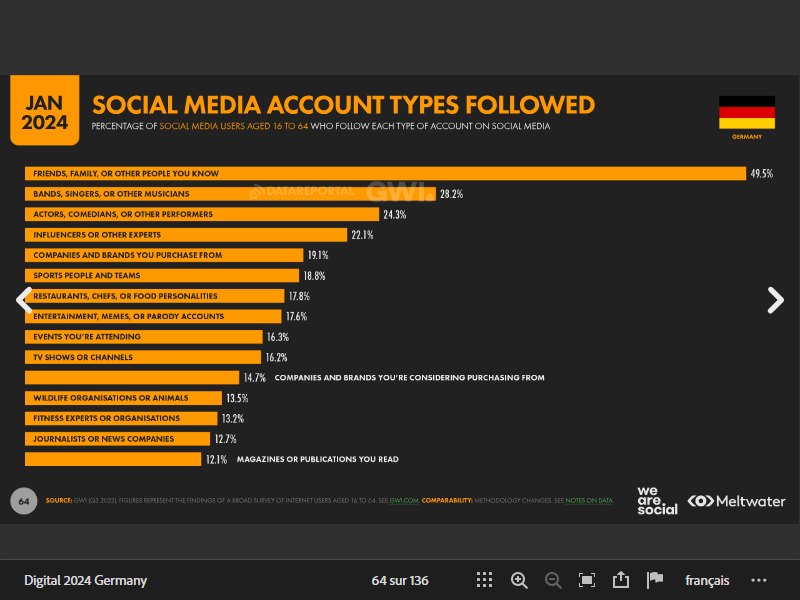 JAN
2024
SOCIAL MEDIA ACCOUNT TYPES FOLLOWED
PERCENTAGE OF SOCIAL MEDIA USERS AGED 16 TO 64 WHO FOLLOW EACH TYPE OF ACCOUNT ON SOCIAL MEDIA
GERMANY
FRIENDS, FAMILY, OR OTHER PEOPLE YOU KNOW 49.5%
BANDS, SINGERS, OR OTHER MUSICIANS 28.2%
DATAREPORTAL GWI.
ACTORS, COMEDIANS, OR OTHER PERFORMERS 24.3%
INFLUENCERS OR OTHER EXPERTS 22.1%
COMPANIES AND BRANDS YOU PURCHASE FROM 19.1%
SPORTS PEOPLE AND TEAMS 18.8%
RESTAURANTS, CHEFS, OR FOOD PERSONALITIES 17.8%
ENTERTAINMENT, MEMES, OR PARODY ACCOUNTS 17.6%
EVENTS YOU'RE ATTENDING 16.3%
TV SHOWS OR CHANNELS 16.2%
14.7% COMPANIES AND BRANDS YOU'RE CONSIDERING PURCHASING FROM
WILDLIFE ORGANISATIONS OR ANIMALS 13.5%
FITNESS EXPERTS OR ORGANISATIONS 13.2%
JOURNALISTS OR NEWS COMPANIES 12.7%
12.1% MAGAZINES OR PUBLICATIONS YOU READ
64 SOURCE: GWI (Q3 2023). FIGURES REPRESENT THE FINDINGS OF A BROAD SURVEY OF INTERNET USERS AGED 16 TO 64. SEE GWI.COM. COMPARABILITY: METHODOLOGY CHANGES. SEE NOTES ON DATA.
we
are.
social
Meltwater
Digital 2024 Germany 64 sur 136 français